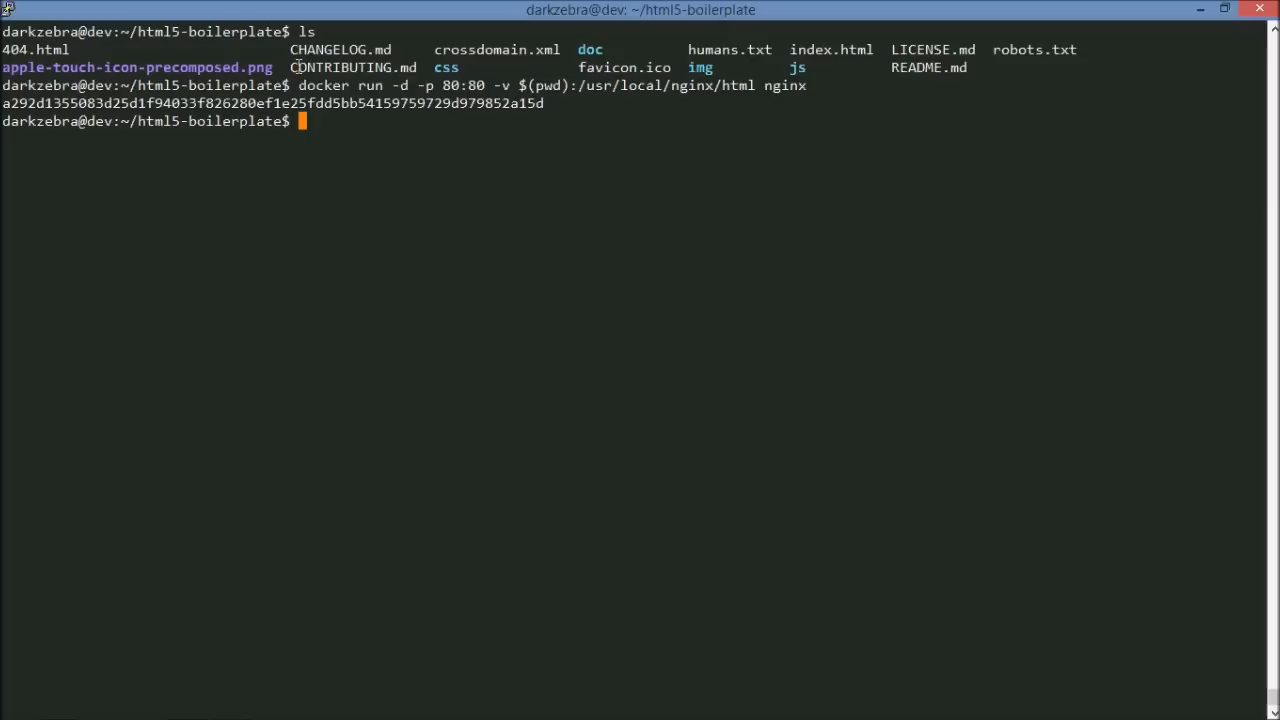 darkzebra@dev: ~/html5-boilerplate
darkzebra@dev:~/html5-boilerplate$ ls
404.html CHANGELOG.md crossdomain.xml doc humans.txt index.html LICENSE.md robots.txt
apple-touch-icon-precomposed.png CONTRIBUTING.md css favicon.ico img js README.md
darkzebra@dev:~/html5-boilerplate$ docker run -d -p 80:80 -v $(pwd):/usr/local/nginx/html nginx
a292d1355083d25d1f94033f826280ef1e25fdd5bb54159759729d979852a15d
darkzebra@dev:~/html5-boilerplate$